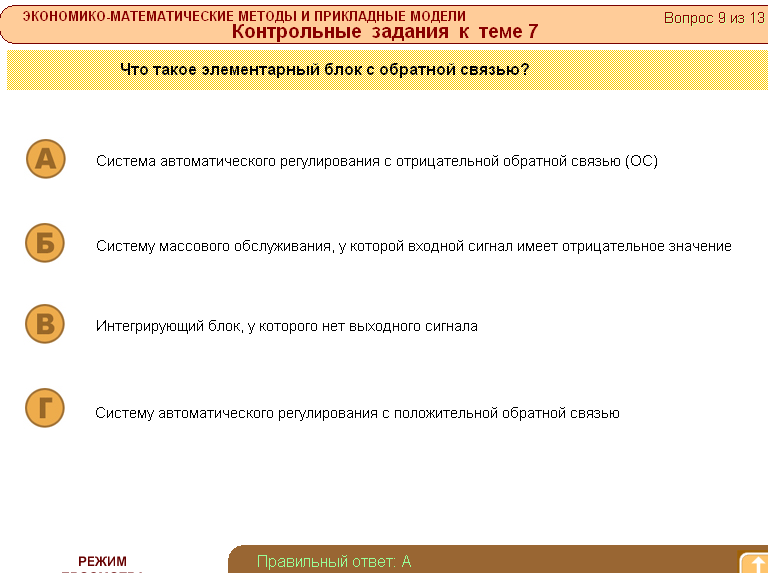 ЭКОНОМИКО-МАТЕМАТИЧЕСКИЕ МЕТОДЫ И ПРИКЛАДНЫЕ МОДЕЛИ
Вопрос 9 из 13
Контрольные задания к теме 7
Что такое элементарный блок с обратной связью?
А Система автоматического регулирования с отрицательной обратной связью (ОС)
Б Систему массового обслуживания, у которой входной сигнал имеет отрицательное значение
В Интегрирующий блок, у которого нет выходного сигнала
Г Систему автоматического регулирования с положительной обратной связью
РЕЖИМ
Правильный ответ: А